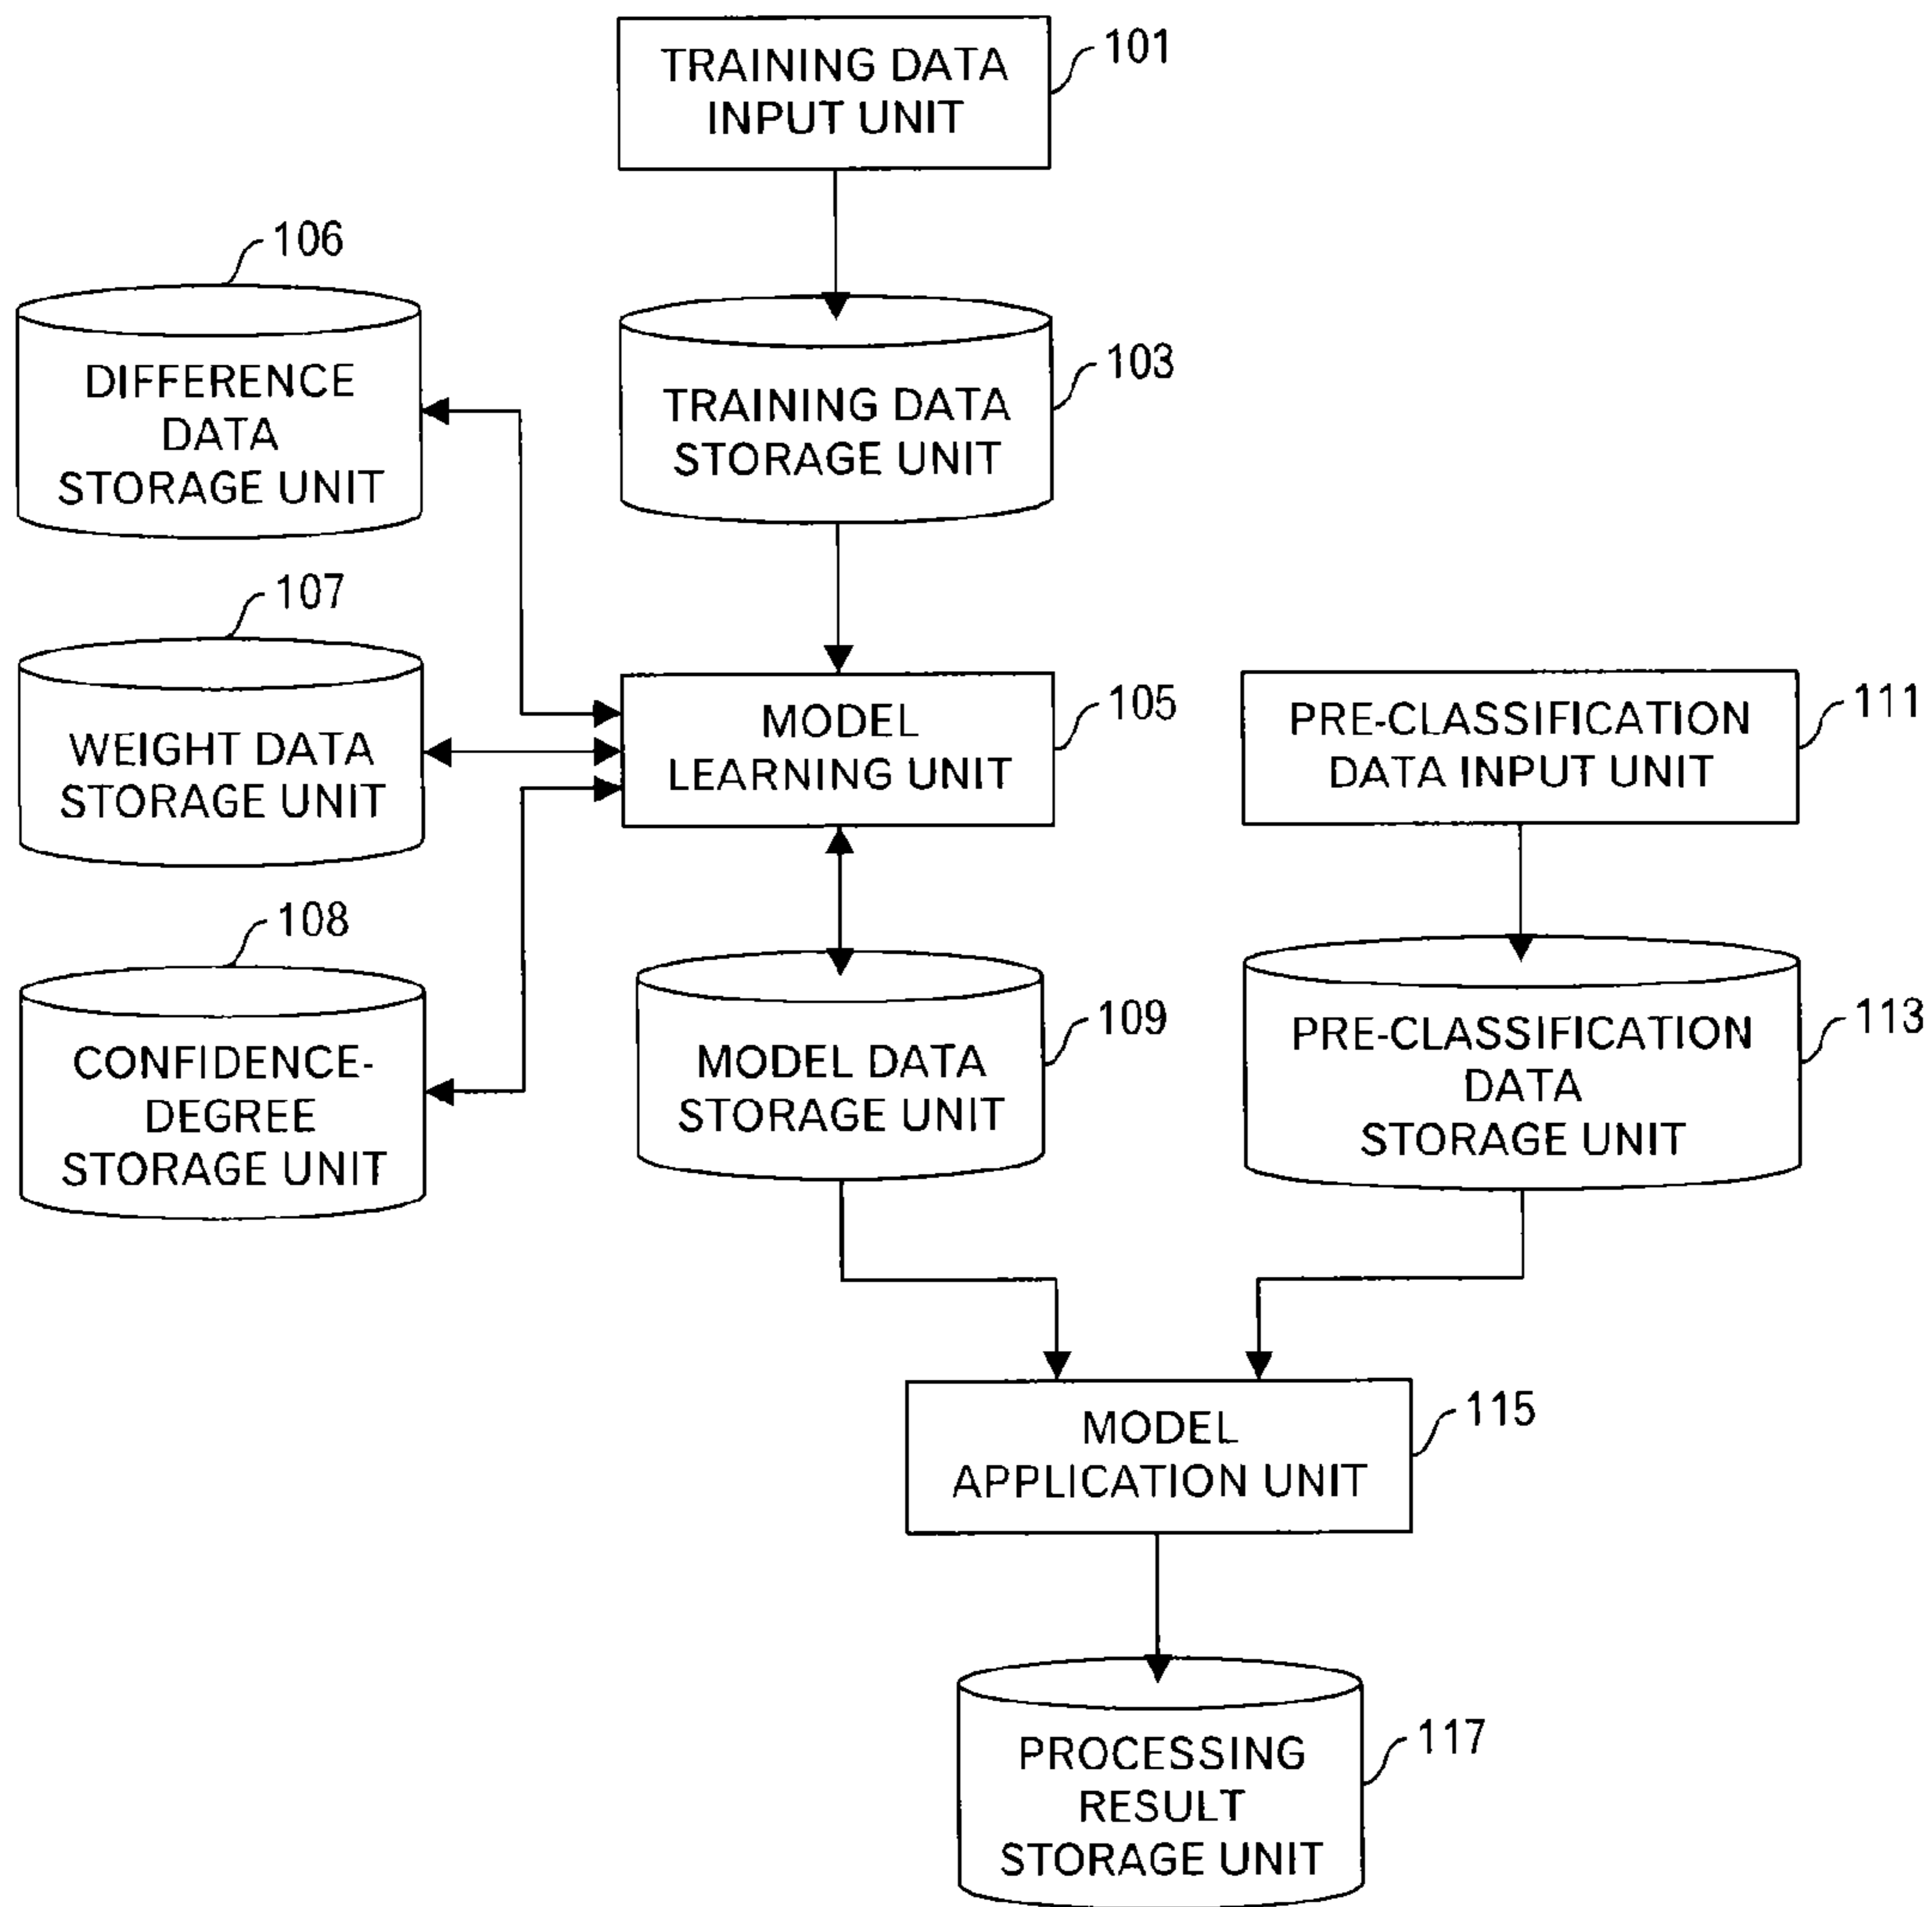 101
TRAINING DATA
INPUT UNIT
106
DIFFERENCE
DATA
STORAGE UNIT
103
TRAINING DATA
STORAGE UNIT
107
WEIGHT DATA
STORAGE UNIT
105
MODEL
LEARNING UNIT
111
PRE-CLASSIFICATION
DATA INPUT UNIT
108
CONFIDENCE-
DEGREE
STORAGE UNIT
109
MODEL DATA
STORAGE UNIT
113
PRE-CLASSIFICATION
DATA
STORAGE UNIT
115
MODEL
APPLICATION UNIT
117
PROCESSING
RESULT
STORAGE UNIT